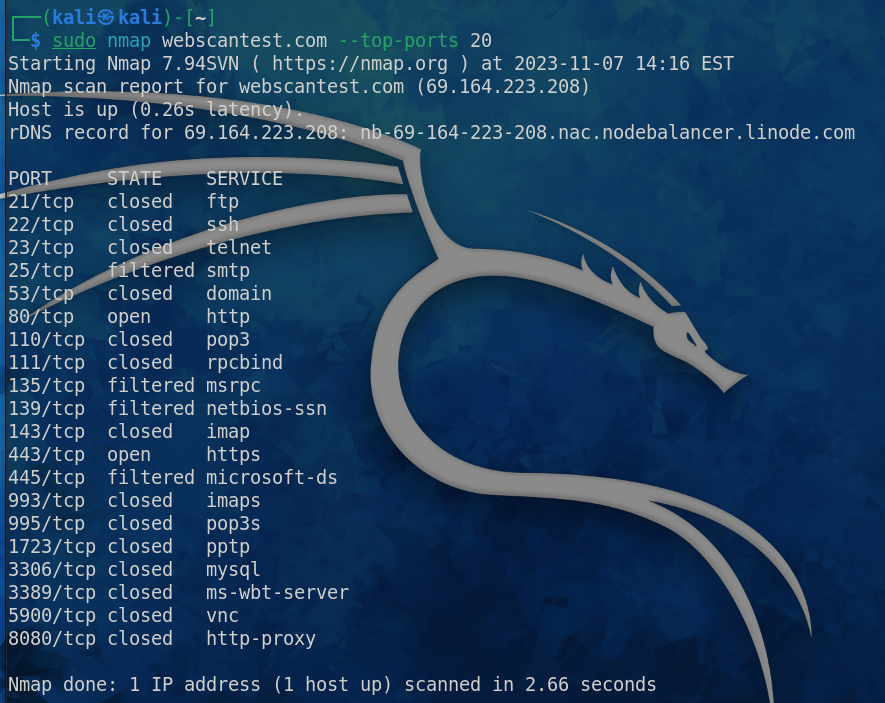 ┌──(kali㉿kali)-[~]
└─$ sudo nmap webscantest.com --top-ports 20
Starting Nmap 7.94SVN ( https://nmap.org ) at 2023-11-07 14:16 EST
Nmap scan report for webscantest.com (69.164.223.208)
Host is up (0.26s latency).
rDNS record for 69.164.223.208: nb-69-164-223-208.nac.nodebalancer.linode.com
PORT     STATE    SERVICE
21/tcp   closed   ftp
22/tcp   closed   ssh
23/tcp   closed   telnet
25/tcp   filtered smtp
53/tcp   closed   domain
80/tcp   open     http
110/tcp  closed   pop3
111/tcp  closed   rpcbind
135/tcp  filtered msrpc
139/tcp  filtered netbios-ssn
143/tcp  closed   imap
443/tcp  open     https
445/tcp  filtered microsoft-ds
993/tcp  closed   imaps
995/tcp  closed   pop3s
1723/tcp closed   pptp
3306/tcp closed   mysql
3389/tcp closed   ms-wbt-server
5900/tcp closed   vnc
8080/tcp closed   http-proxy
Nmap done: 1 IP address (1 host up) scanned in 2.66 seconds